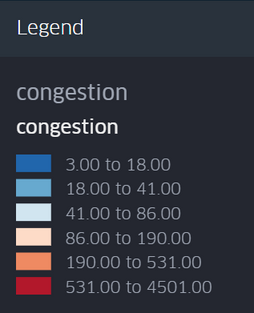 Legend
congestion
congestion
3.00 to 18.00
18.00 to 41.00
41.00 to 86.00
86.00 to 190.00
190.00 to 531.00
531.00 to 4501.00